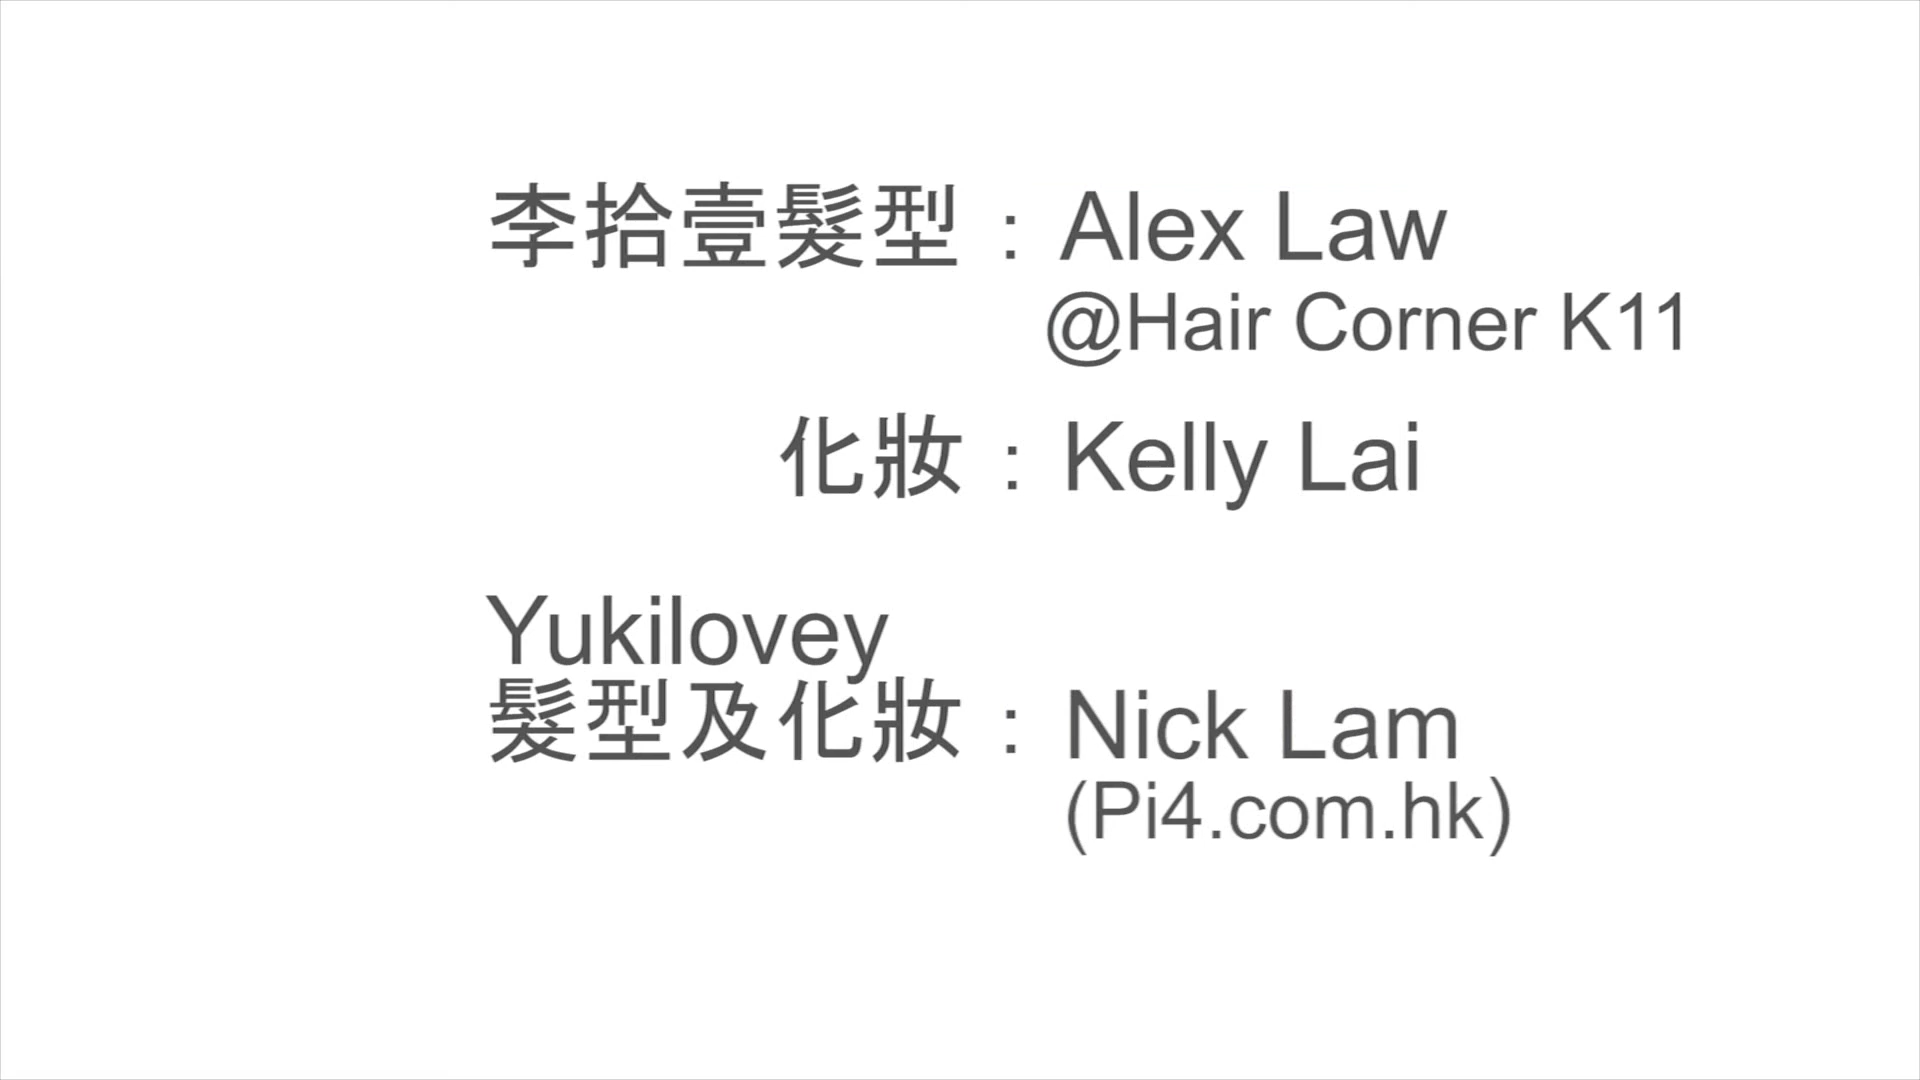 李拾壹髮型：Alex Law
@Hair Corner K11
化妝：Kelly Lai
Yukilovey
髮型及化妝：Nick Lam
(Pi4.com.hk)